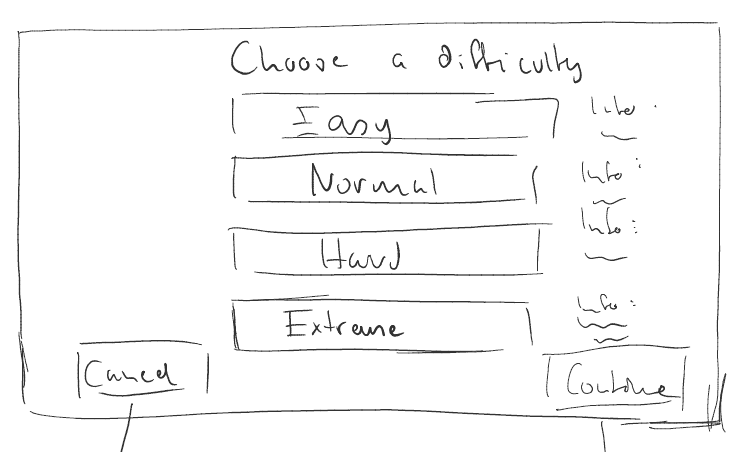 Choose a difficulty
Easy
Info:
Normal
Info:
Hard
Info:
Extreme
Info:
Cancel
Continue